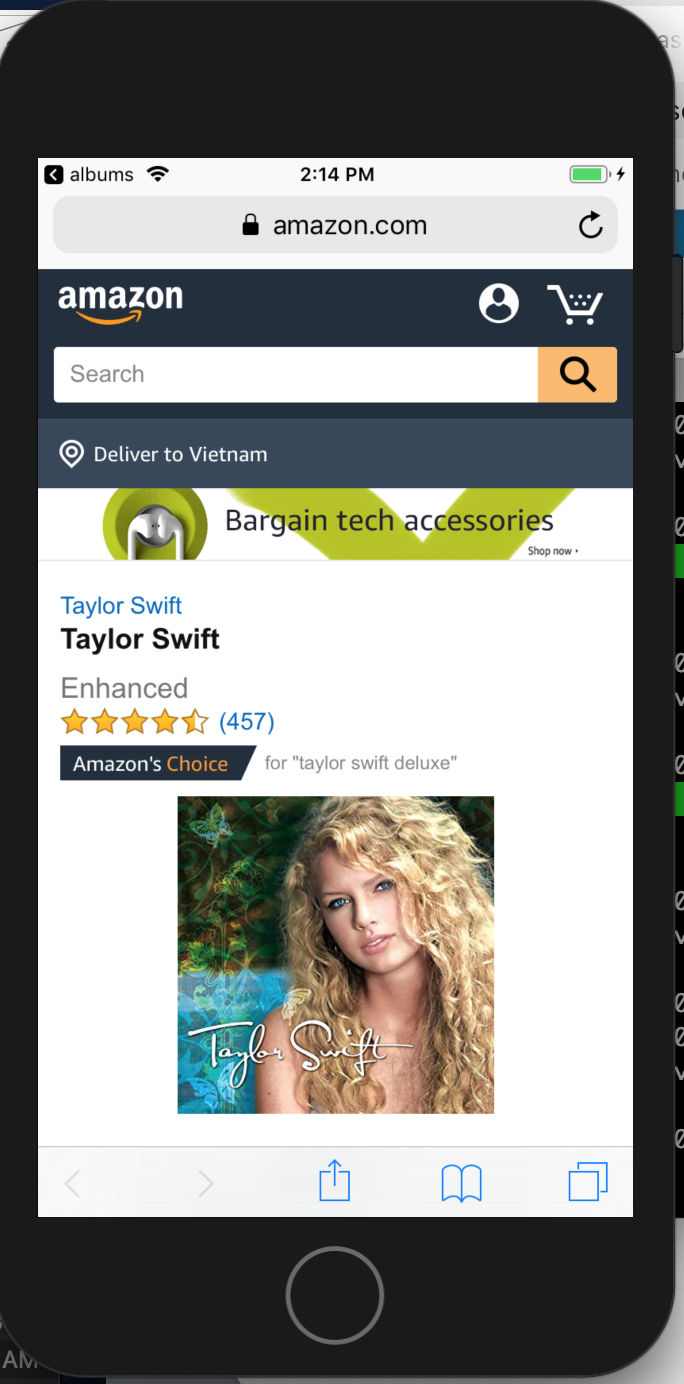 albums
2:14 PM
amazon.com
amazon
Search
Deliver to Vietnam
Bargain tech accessories
Shop now
Taylor Swift
Taylor Swift
Enhanced
(457)
Amazon's Choice for "taylor swift deluxe"
Taylor Swift
AM